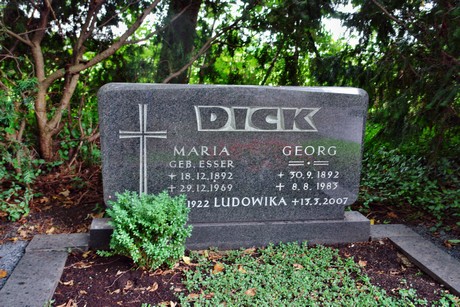 DICK
MARIA
GEB. ESSER
+ 18.12.1892
+ 29.12.1969
GEORG
+ 30.9.1892
+ 8.8.1983
1922 LUDOWIKA +13.3.2007